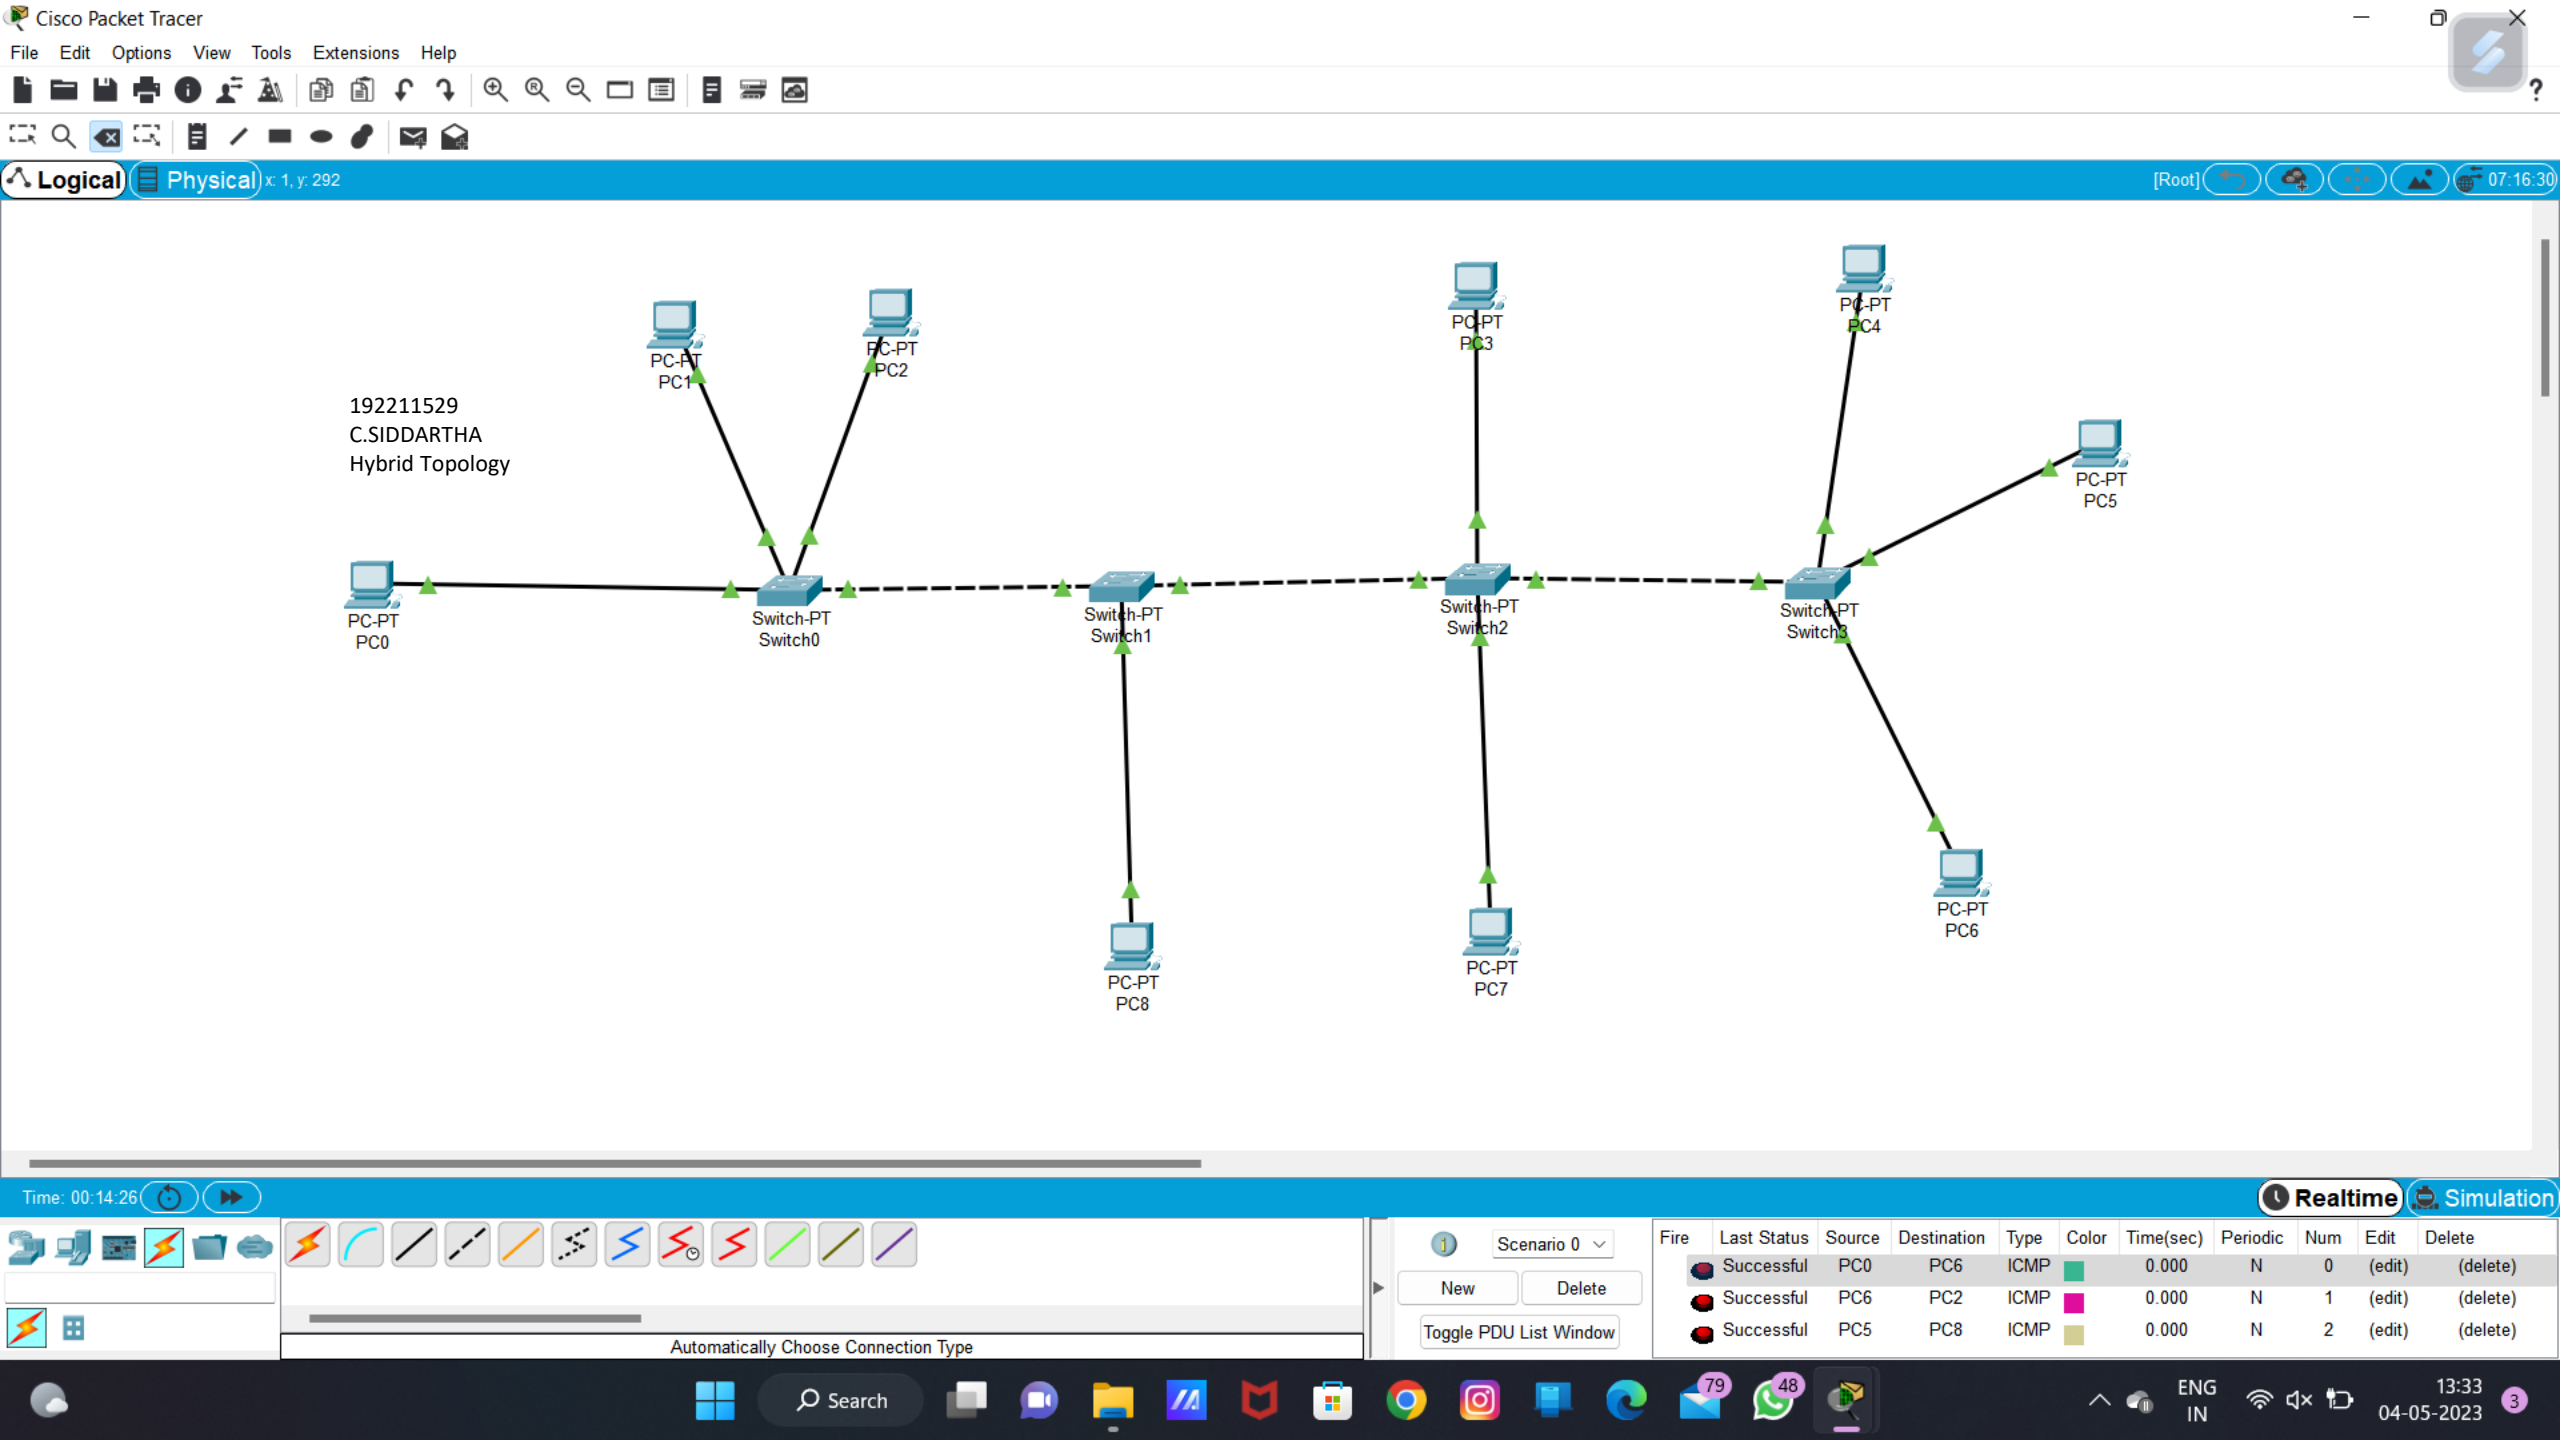 Cisco Packet Tracer
File Edit Options View Tools Extensions Help
Logical Physical x: 1, y: 292 [Root] 07:16:30
PC-PT
PC1
PC-PT
PC2
PC-PT
PC3
PC-PT
PC4
192211529
C.SIDDARTHA
Hybrid Topology
PC-PT
PC5
PC-PT
PC0
Switch-PT
Switch0
Switch-PT
Switch1
Switch-PT
Switch2
Switch-PT
Switch3
PC-PT
PC6
PC-PT
PC8
PC-PT
PC7
Time: 00:14:26 Realtime Simulation
Scenario 0
New Delete
Toggle PDU List Window
Automatically Choose Connection Type
Fire Last Status Source Destination Type Color Time(sec) Periodic Num Edit Delete
Successful PC0 PC6 ICMP 0.000 N 0 (edit) (delete)
Successful PC6 PC2 ICMP 0.000 N 1 (edit) (delete)
Successful PC5 PC8 ICMP 0.000 N 2 (edit) (delete)
Search 79 48 ENG 13:33 3
IN 04-05-2023